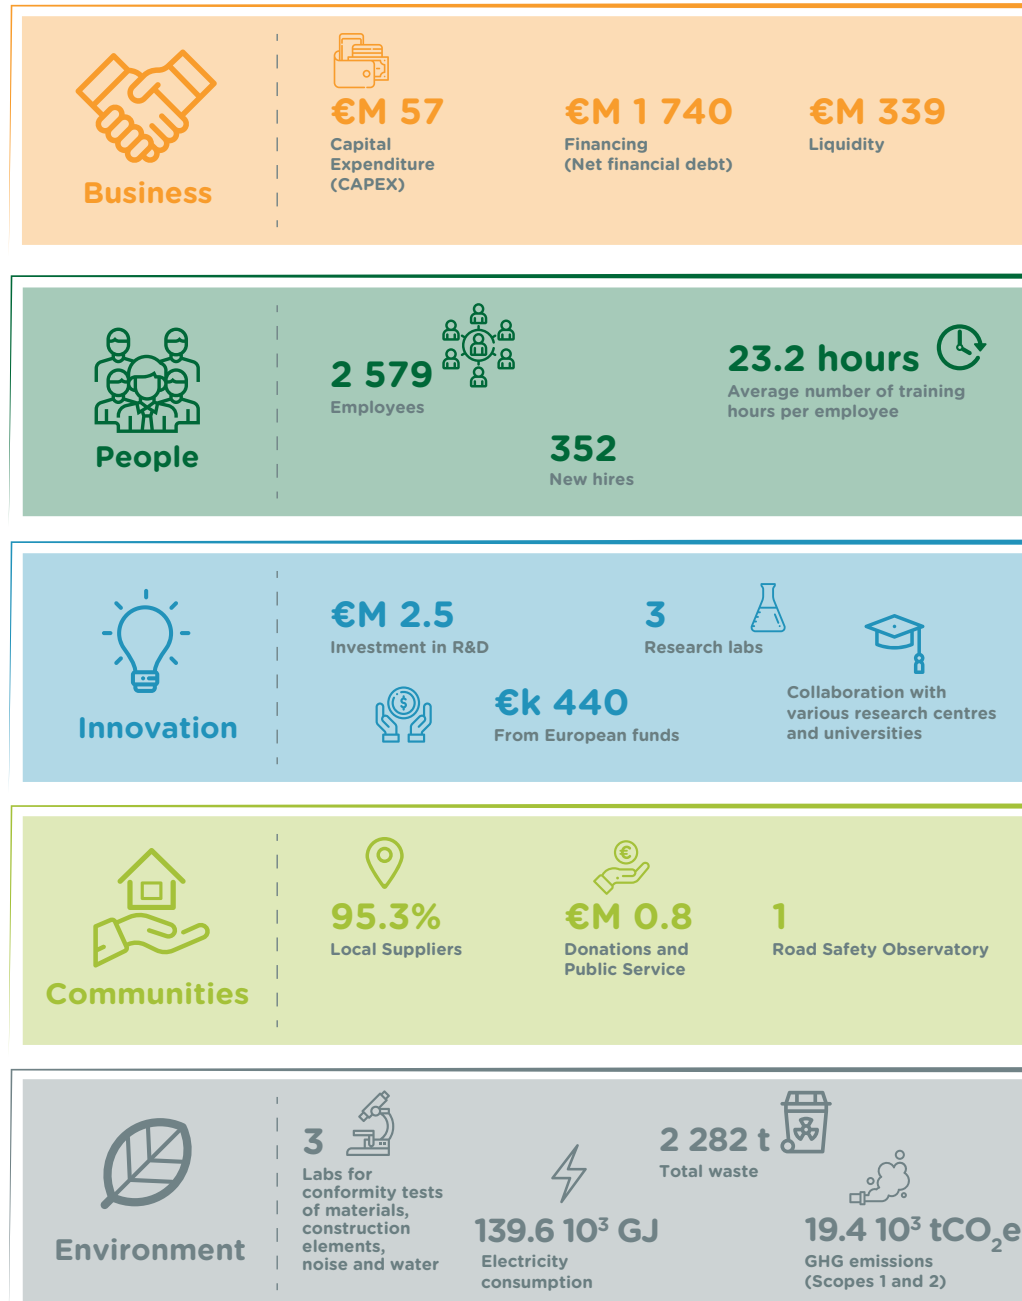 Business
€M 57
Capital
Expenditure
(CAPEX)
€M 1 740
Financing
(Net financial debt)
€M 339
Liquidity
People
2 579
Employees
352
New hires
23.2 hours
Average number of training
hours per employee
Innovation
€M 2.5
Investment in R&D
€k 440
From European funds
3
Research labs
Collaboration with
various research centres
and universities
Communities
95.3%
Local Suppliers
€M 0.8
Donations and
Public Service
1
Road Safety Observatory
Environment
3
Labs for
conformity tests
of materials,
construction
elements,
noise and water
139.6 10³ GJ
Electricity
consumption
2 282 t
Total waste
19.4 10³ tCO₂e
GHG emissions
(Scopes 1 and 2)